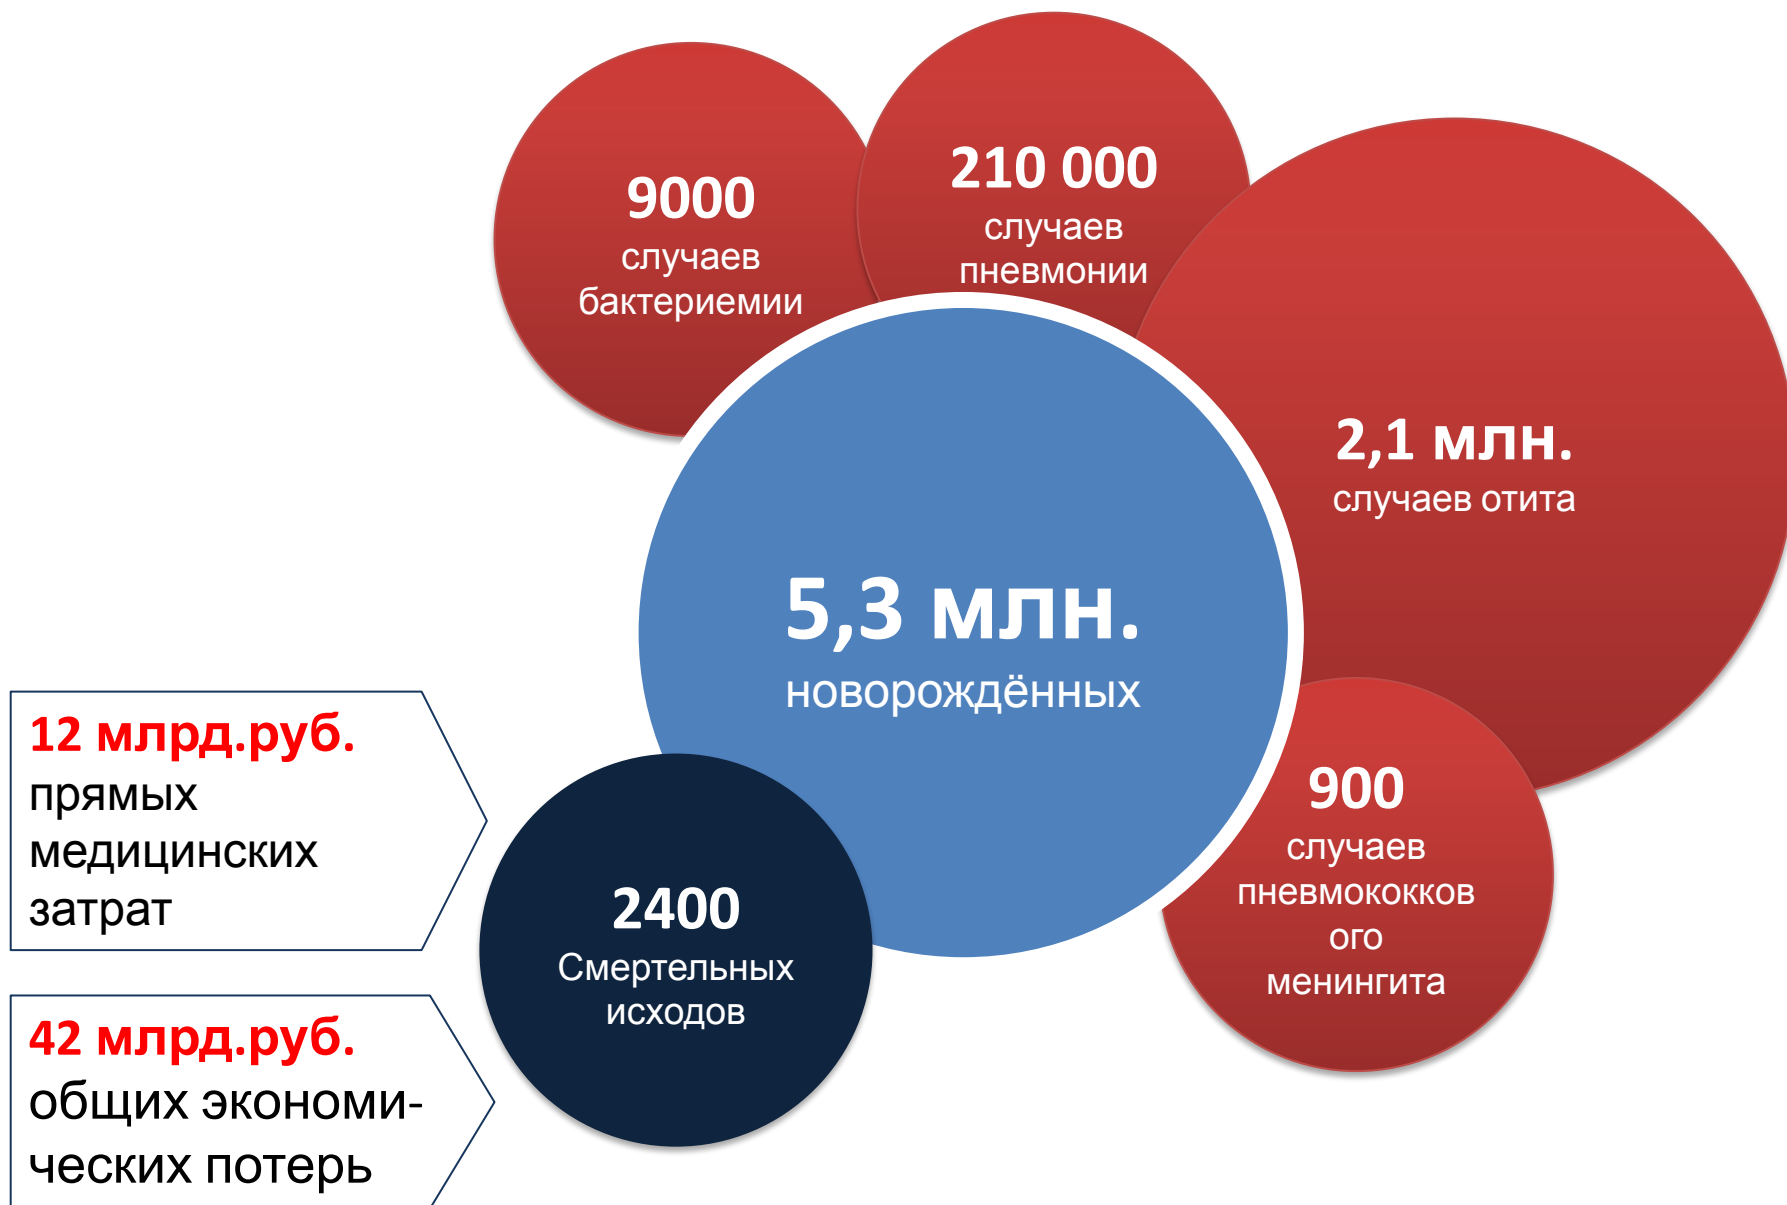 9000
случаев
бактериемии
210 000
случаев
пневмонии
2,1 млн.
случаев отита
5,3 млн.
новорождённых
900
случаев
пневмококков
ого
менингита
2400
Смертельных
исходов
12 млрд.руб.
прямых
медицинских
затрат
42 млрд.руб.
общих экономи-
ческих потерь